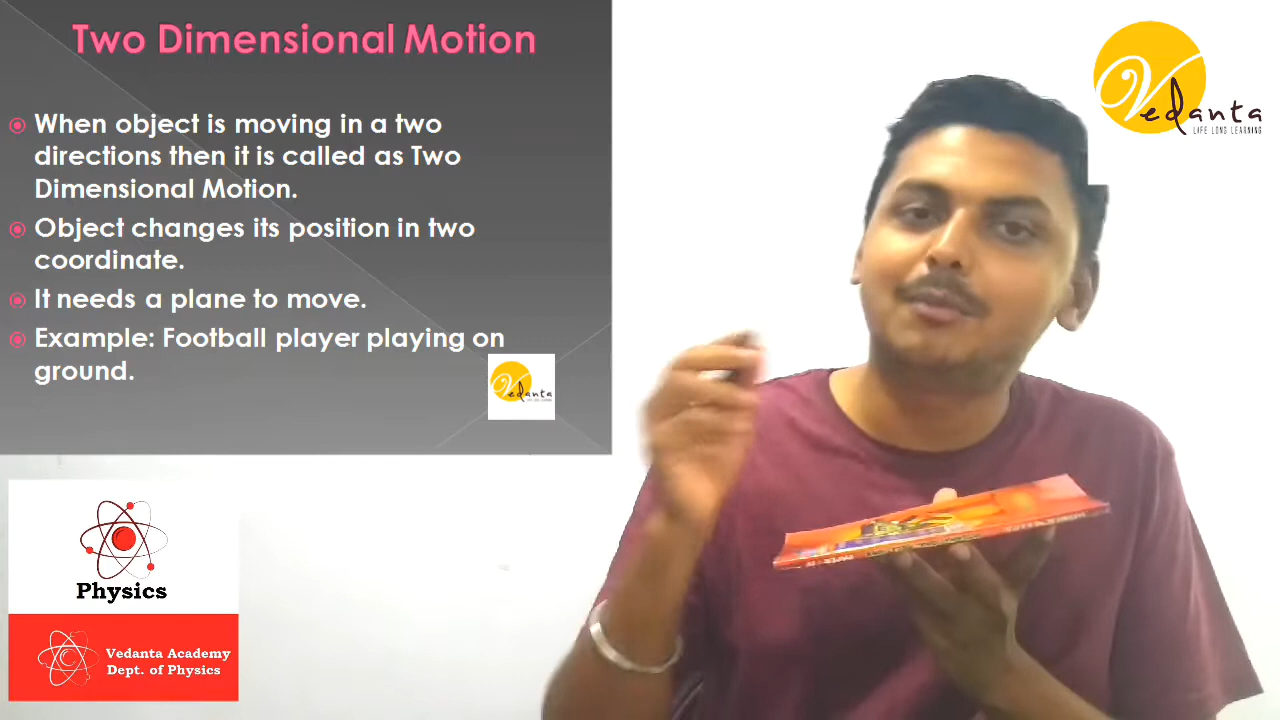 Two Dimensional Motion
When object is moving in a two
directions then it is called as Two
Dimensional Motion.
Object changes its position in two
coordinate.
It needs a plane to move.
Example: Football player playing on
ground.
Vedanta
Vedanta
LIFE LONG LEARNING
Physics
Vedanta Academy
Dept. of Physics